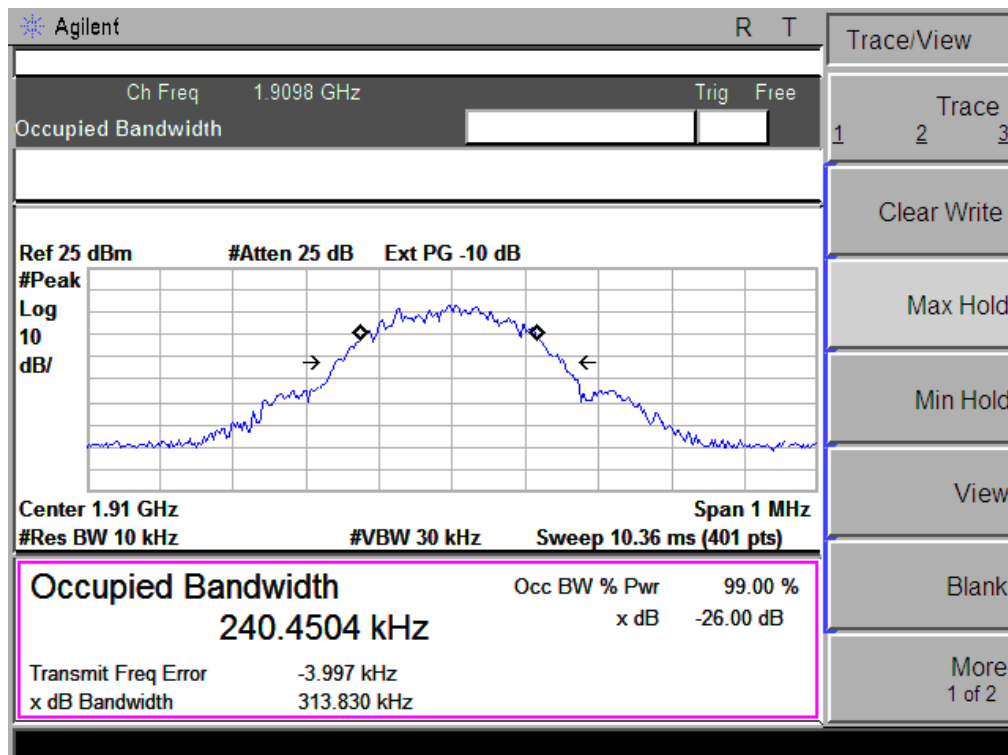 Agilent R T
Ch Freq 1.9098 GHz Trig Free
Occupied Bandwidth
Ref 25 dBm #Atten 25 dB Ext PG -10 dB
#Peak
Log
10
dB/
Center 1.91 GHz Span 1 MHz
#Res BW 10 kHz #VBW 30 kHz Sweep 10.36 ms (401 pts)
Occupied Bandwidth
240.4504 kHz
Occ BW % Pwr 99.00 %
x dB -26.00 dB
Transmit Freq Error -3.997 kHz
x dB Bandwidth 313.830 kHz
Trace/View
Trace
1 2 3
Clear Write
Max Hold
Min Hold
View
Blank
More
1 of 2